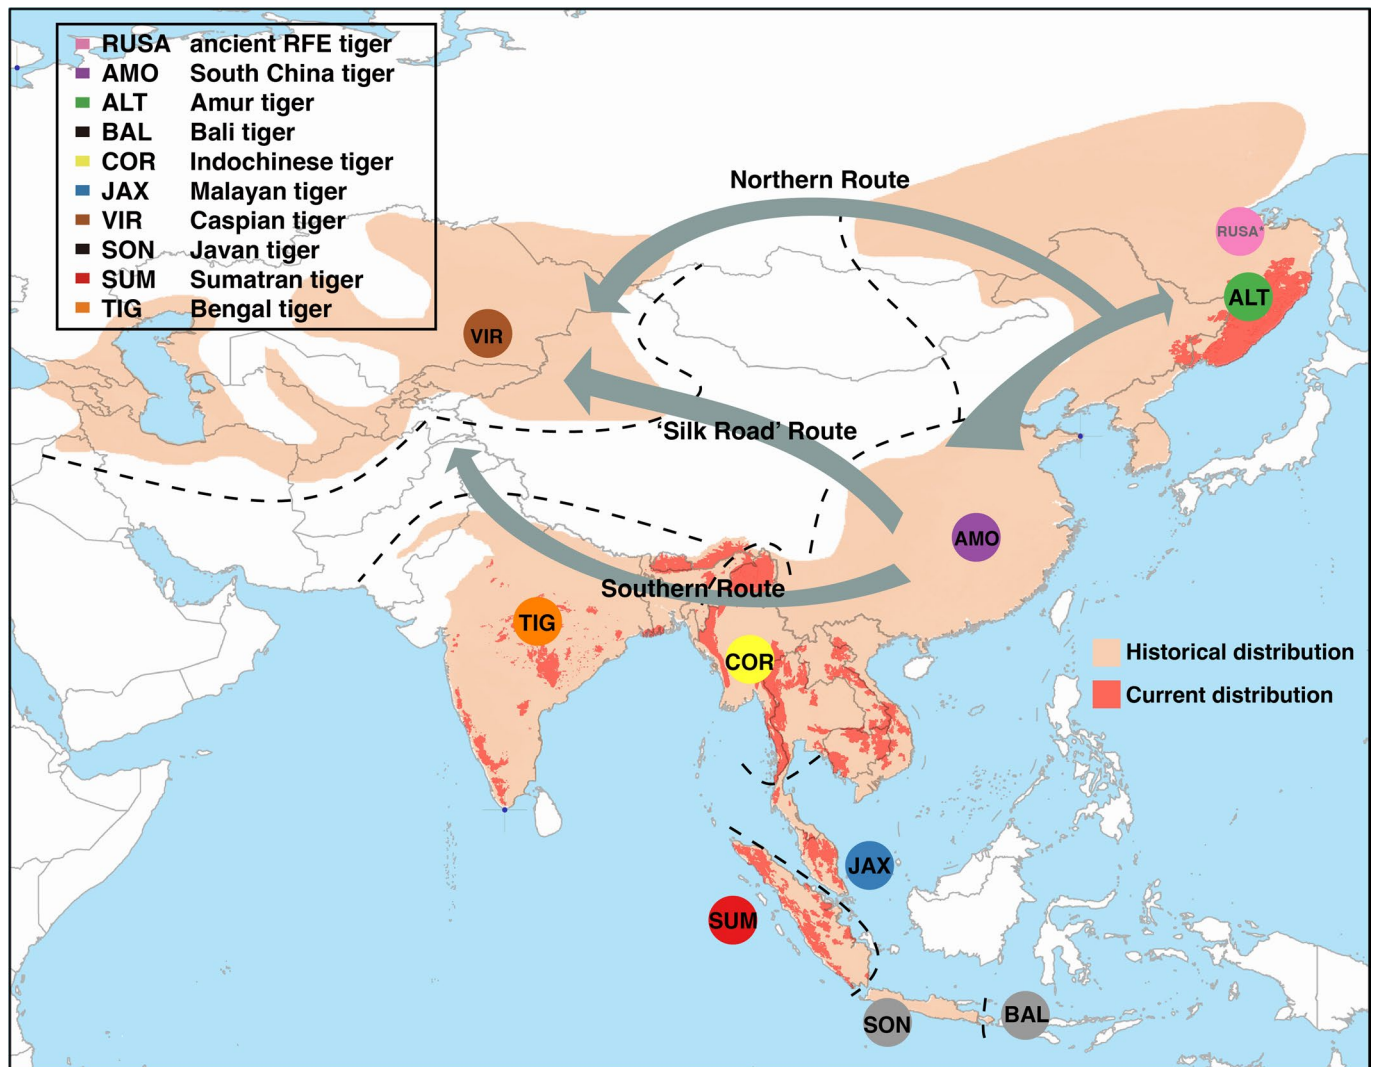 RUSA ancient RFE tiger
AMO South China tiger
ALT Amur tiger
BAL Bali tiger
COR Indochinese tiger
JAX Malayan tiger
VIR Caspian tiger
SON Javan tiger
SUM Sumatran tiger
TIG Bengal tiger
Northern Route
RUSA*
ALT
VIR
'Silk Road' Route
AMO
Southern Route
TIG
COR
Historical distribution
Current distribution
JAX
SUM
SON
BAL